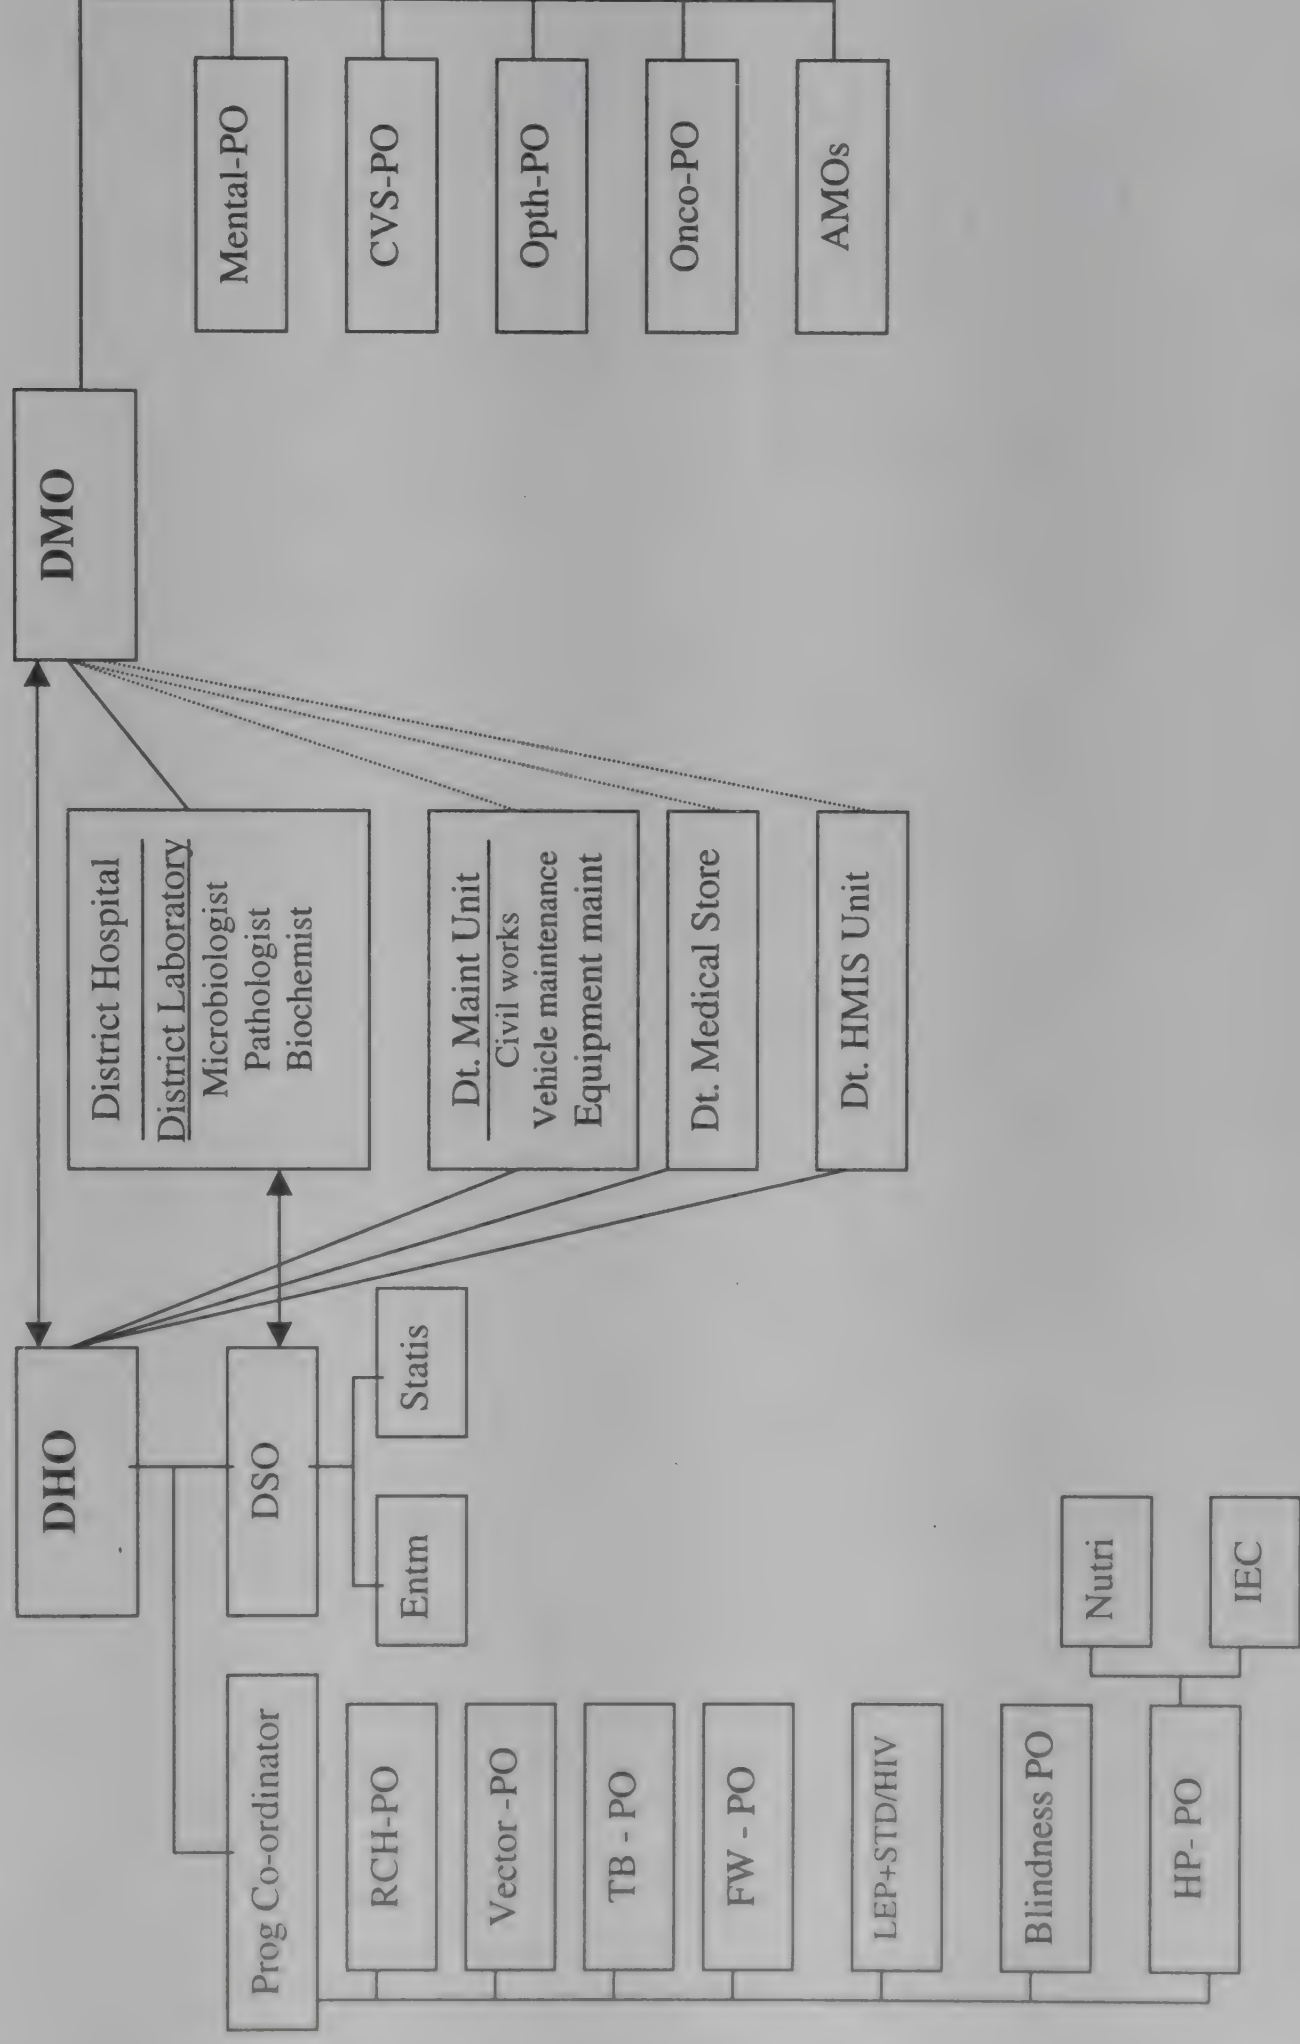 DHO
DMO
Prog Co-ordinator
DSO
District Hospital
District Laboratory
Microbiologist
Pathologist
Biochemist
Mental-PO
RCH-PO
Entm
Statis
CVS-PO
Vector -PO
Dt. Maint Unit
Civil works
Vehicle maintenance
Equipment maint
Opth-PO
TB - PO
FW - PO
Dt. Medical Store
Onco-PO
LEP+STD/HIV
Dt. HMIS Unit
AMOs
Blindness PO
Nutri
HP- PO
IEC